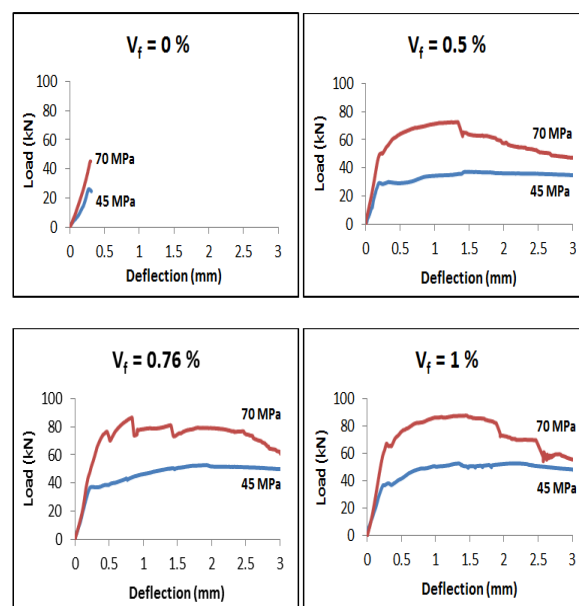 V_f = 0 %
Load (kN)
100
80
60
40
20
0
70 MPa
45 MPa
0 0.5 1 1.5 2 2.5 3
Deflection (mm)
V_f = 0.5 %
Load (kN)
100
80
60
40
20
0
70 MPa
45 MPa
0 0.5 1 1.5 2 2.5 3
Deflection (mm)
V_f = 0.76 %
Load (kN)
100
80
60
40
20
0
70 MPa
45 MPa
0 0.5 1 1.5 2 2.5 3
Deflection (mm)
V_f = 1 %
Load (kN)
100
80
60
40
20
0
70 MPa
45 MPa
0 0.5 1 1.5 2 2.5 3
Deflection (mm)